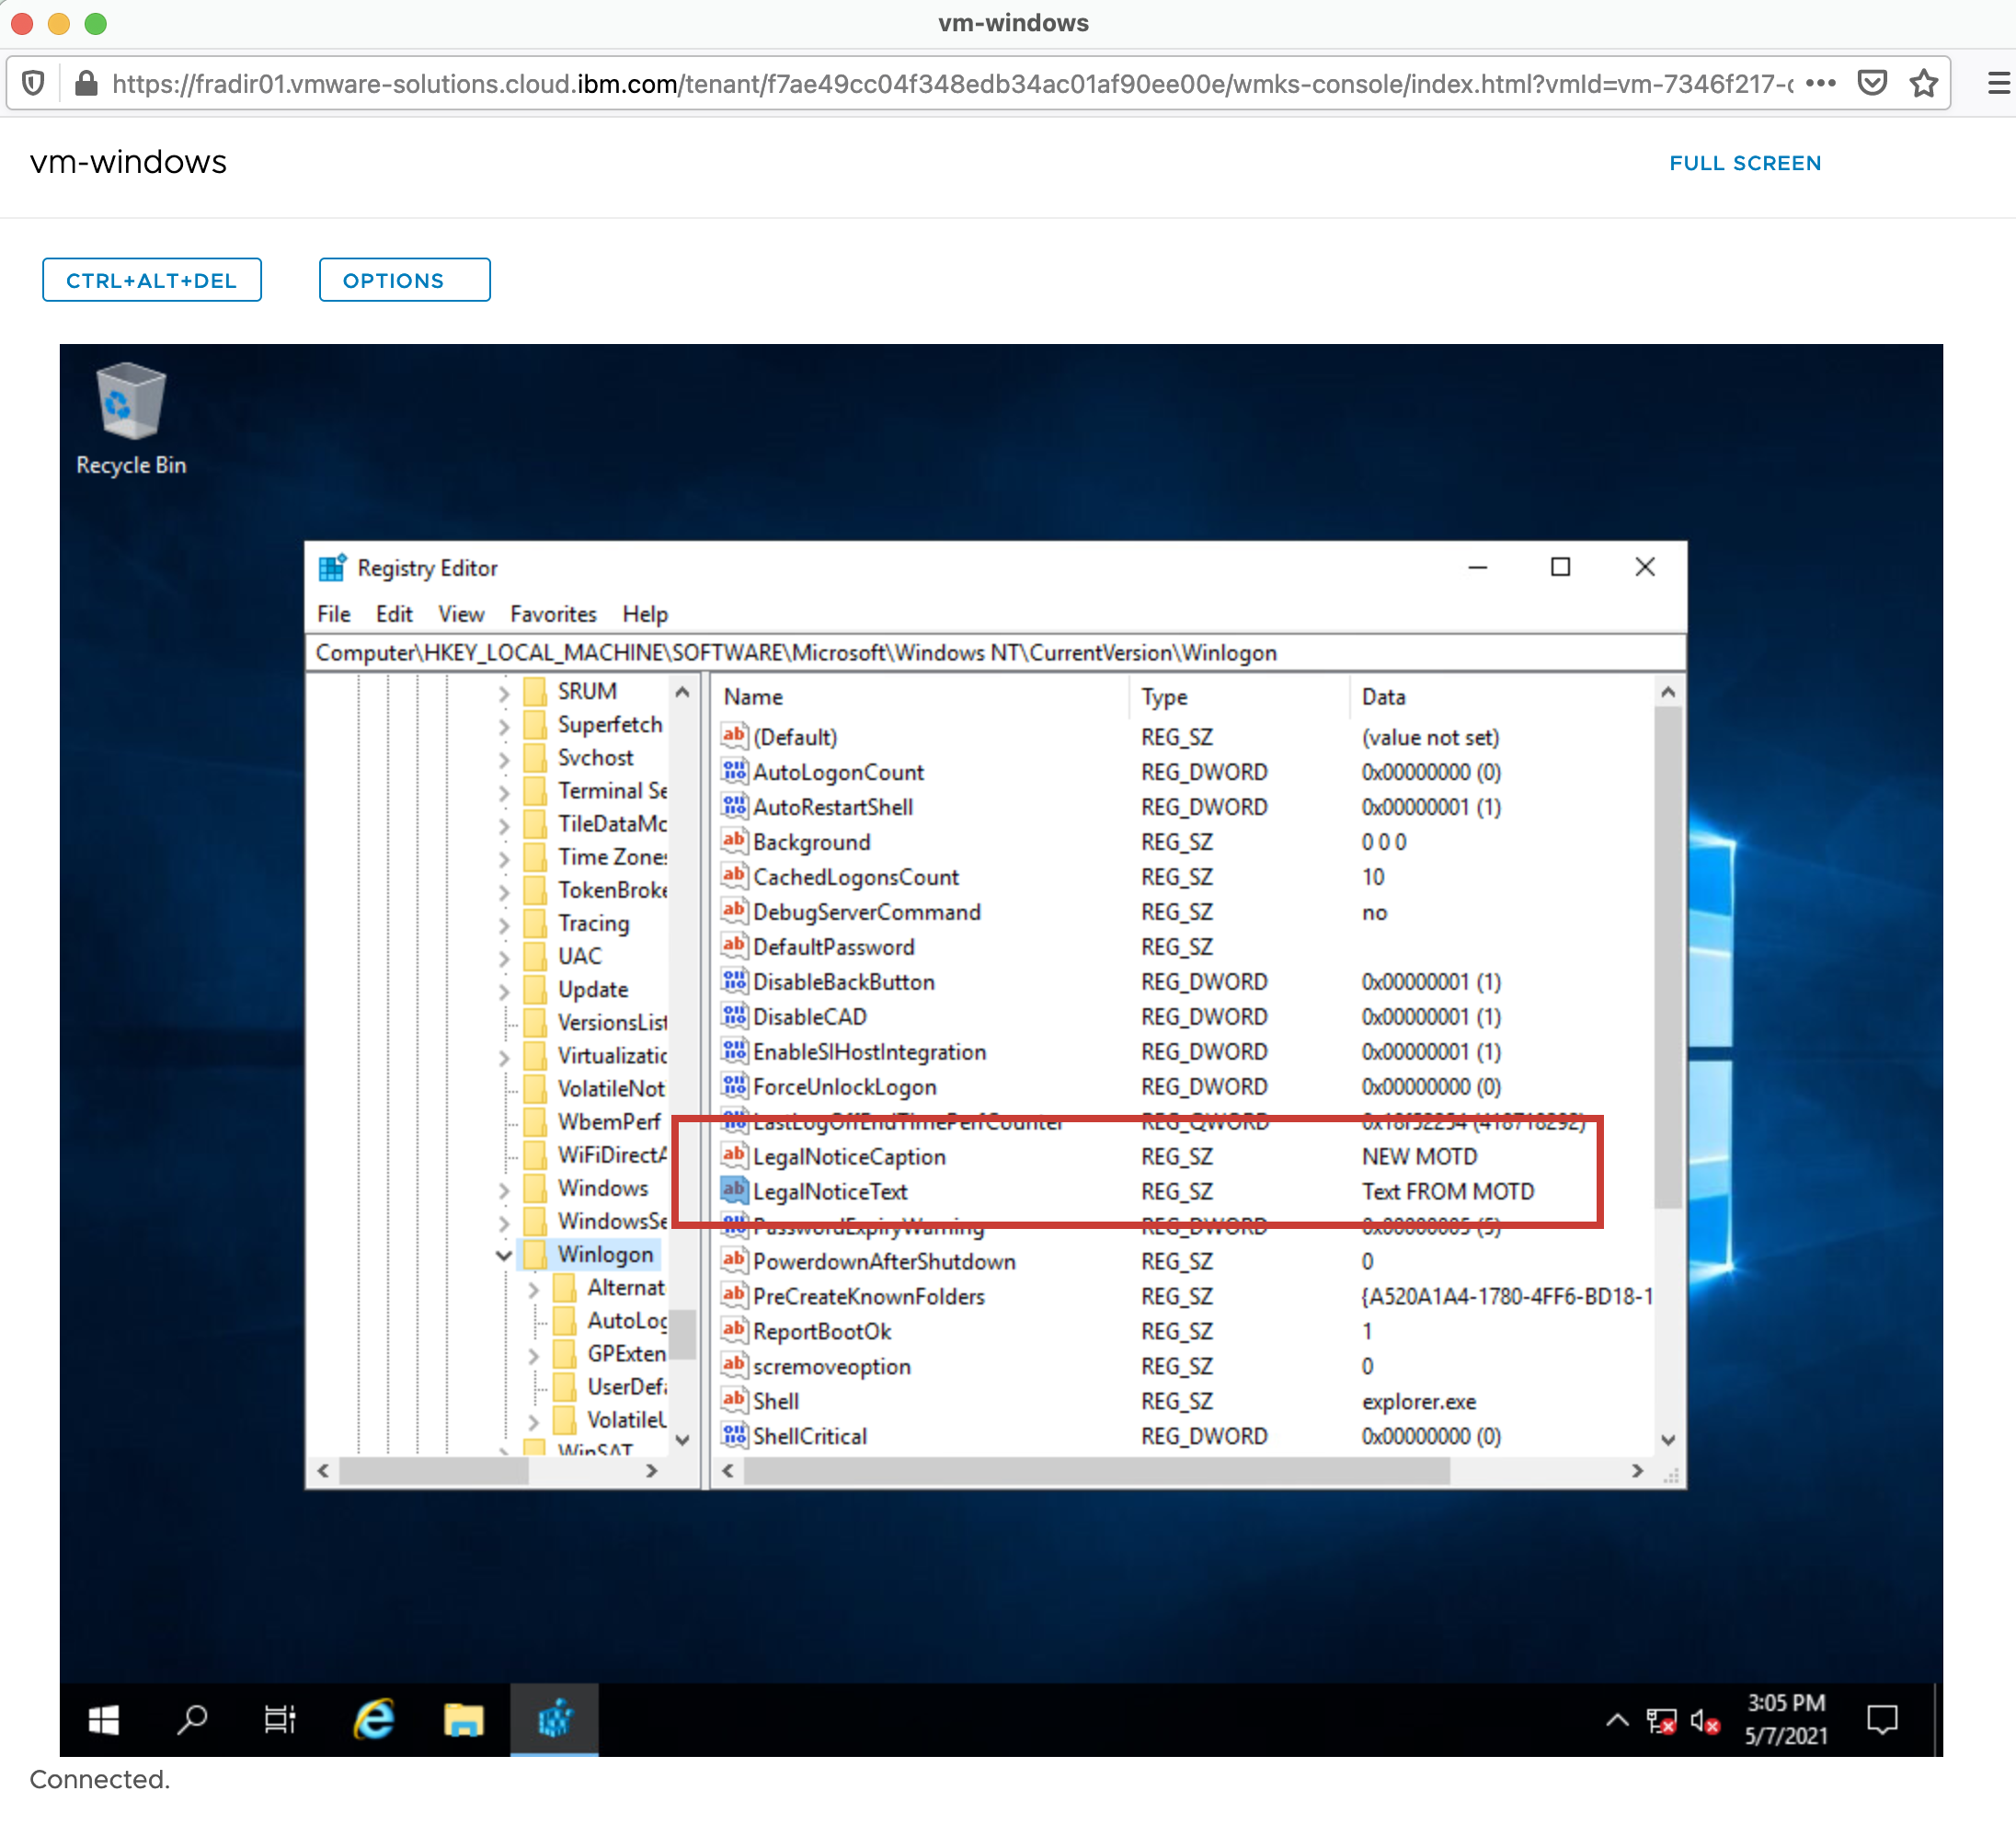 vm-windows
https://fradir01.vmware-solutions.cloud.ibm.com/tenant/f7ae49cc04f348edb34ac01af90ee00e/wmks-console/index.html?vmId=vm-7346f217-
vm-windows
FULL SCREEN
CTRL+ALT+DEL
OPTIONS
Recycle Bin
Registry Editor
File Edit View Favorites Help
Computer\HKEY_LOCAL_MACHINE\SOFTWARE\Microsoft\Windows NT\CurrentVersion\Winlogon
SRUM
Superfetch
Svchost
Terminal Se
TileDataMo
Time Zones
TokenBroke
Tracing
UAC
Update
VersionsList
Virtualizatic
VolatileNot
WbemPerf
WiFiDirectA
Windows
WindowsSe
Winlogon
Alternat
AutoLog
GPExten
UserDefa
VolatileU
WinSAT
Name Type Data
(Default) REG_SZ (value not set)
AutoLogonCount REG_DWORD 0x00000000 (0)
AutoRestartShell REG_DWORD 0x00000001 (1)
Background REG_SZ 0 0 0
CachedLogonsCount REG_SZ 10
DebugServerCommand REG_SZ no
DefaultPassword REG_SZ
DisableBackButton REG_DWORD 0x00000001 (1)
DisableCAD REG_DWORD 0x00000001 (1)
EnableSIHostIntegration REG_DWORD 0x00000001 (1)
ForceUnlockLogon REG_DWORD 0x00000000 (0)
LastLogOffEndTimePerfCounter REG_QWORD 0x18f52254 (418718292)
LegalNoticeCaption REG_SZ NEW MOTD
LegalNoticeText REG_SZ Text FROM MOTD
PasswordExpiryWarning REG_DWORD 0x00000005 (5)
PowerdownAfterShutdown REG_SZ 0
PreCreateKnownFolders REG_SZ {A520A1A4-1780-4FF6-BD18-1
ReportBootOk REG_SZ 1
scremoveoption REG_SZ 0
Shell REG_SZ explorer.exe
ShellCritical REG_DWORD 0x00000000 (0)
3:05 PM
5/7/2021
Connected.